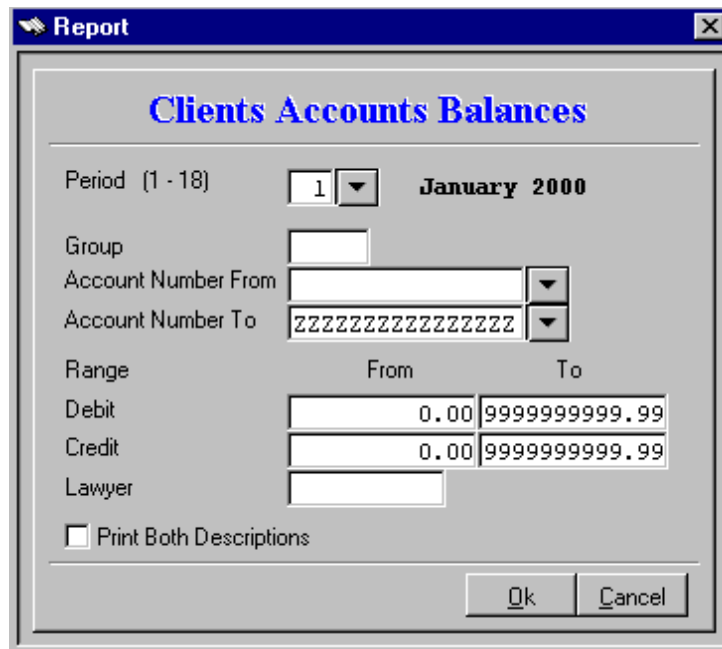 Report
Clients Accounts Balances
Period (1 - 18) 1 January 2000
Group
Account Number From
Account Number To ZZZZZZZZZZZZZZZZ
Range From To
Debit 0.00 9999999999.99
Credit 0.00 9999999999.99
Lawyer
Print Both Descriptions
Ok Cancel